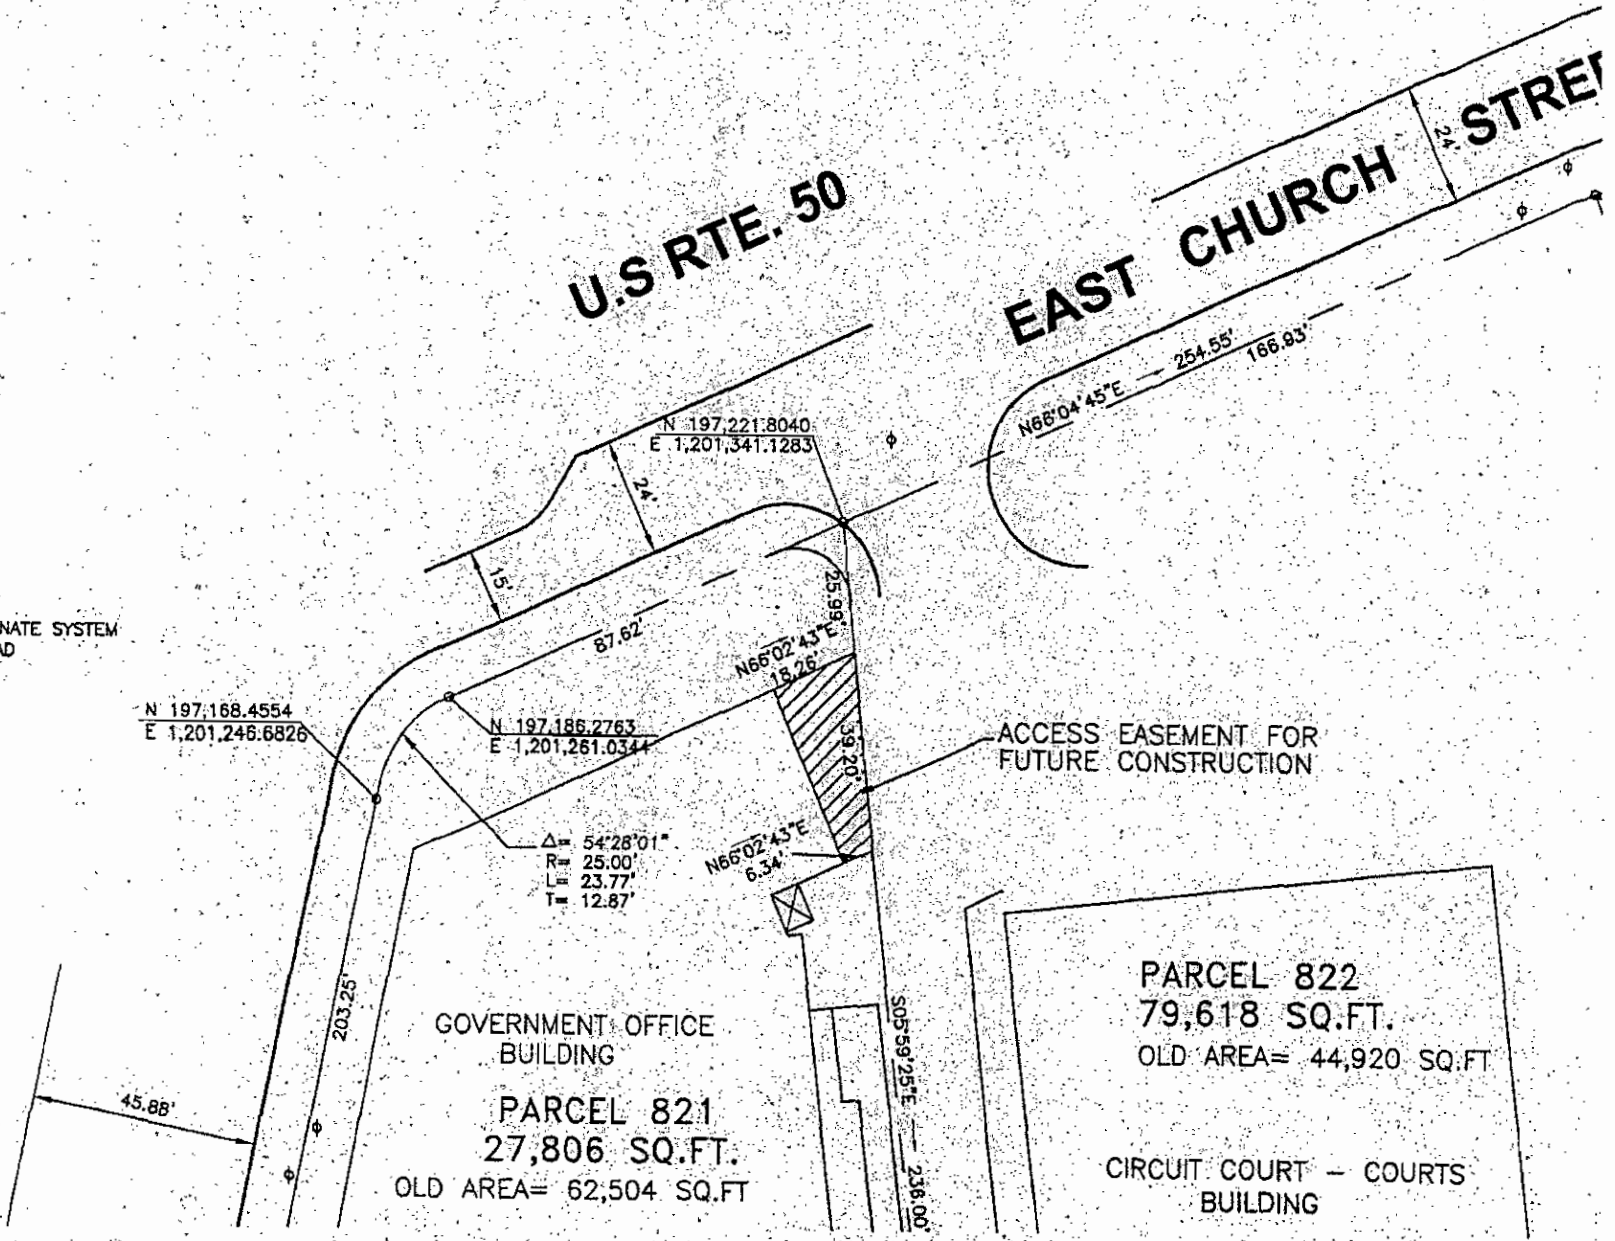 U.S RTE. 50
EAST CHURCH
24'
N66°04'45"E — 254.55'
166.93'
N 197,221.8040
E 1,201,341.1283
24'
15'
NATE SYSTEM
87.62'
25.99'
N66°02'43"E
18.26'
N 197,168.4554
E 1,201,246.6826
N 197,186.2763
E 1,201,261.0344
39.20'
ACCESS EASEMENT FOR
FUTURE CONSTRUCTION
Δ= 54°28'01"
R= 25.00'
L= 23.77'
T= 12.87'
N66°02'43"E
6.34'
203.25'
45.88'
GOVERNMENT OFFICE
BUILDING
PARCEL 821
27,806 SQ.FT.
OLD AREA= 62,504 SQ.FT
S05°59'25"E — 236.00'
PARCEL 822
79,618 SQ.FT.
OLD AREA= 44,920 SQ.FT
CIRCUIT COURT – COURTS
BUILDING